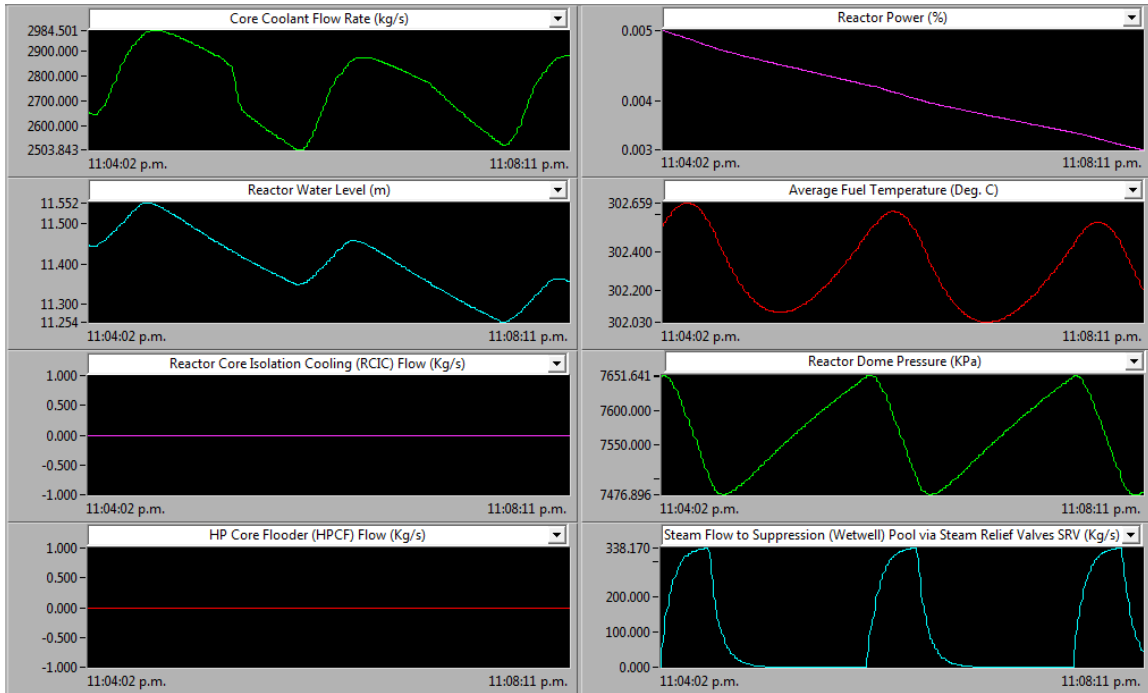 Core Coolant Flow Rate (kg/s)
2984.501
2900.000
2800.000
2700.000
2600.000
2503.843
11:04:02 p.m.
11:08:11 p.m.
Reactor Power (%)
0.005
0.004
0.003
11:04:02 p.m.
11:08:11 p.m.
Reactor Water Level (m)
11.552
11.500
11.400
11.300
11.254
11:04:02 p.m.
11:08:11 p.m.
Average Fuel Temperature (Deg. C)
302.659
302.400
302.200
302.030
11:04:02 p.m.
11:08:11 p.m.
Reactor Core Isolation Cooling (RCIC) Flow (Kg/s)
1.000
0.500
0.000
-0.500
-1.000
11:04:02 p.m.
11:08:11 p.m.
Reactor Dome Pressure (KPa)
7651.641
7600.000
7550.000
7476.896
11:04:02 p.m.
11:08:11 p.m.
HP Core Flooder (HPCF) Flow (Kg/s)
1.000
0.500
0.000
-0.500
-1.000
11:04:02 p.m.
11:08:11 p.m.
Steam Flow to Suppression (Wetwell) Pool via Steam Relief Valves SRV (Kg/s)
338.170
200.000
100.000
0.000
11:04:02 p.m.
11:08:11 p.m.